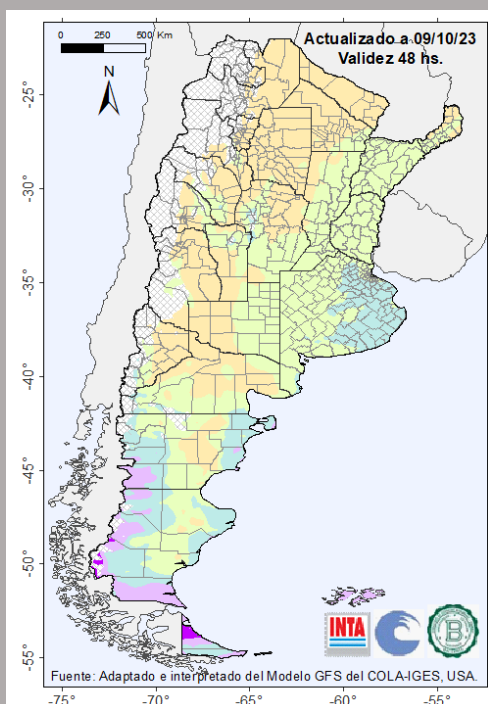 0 250 500 Km
Actualizado a 09/10/23
Validez 48 hs.
N
-25°
-30°
-35°
-40°
-45°
-50°
-55°
INTA
B
Fuente: Adaptado e interpretado del Modelo GFS del COLA-IGES, USA.
-75° -70° -65° -60° -55°